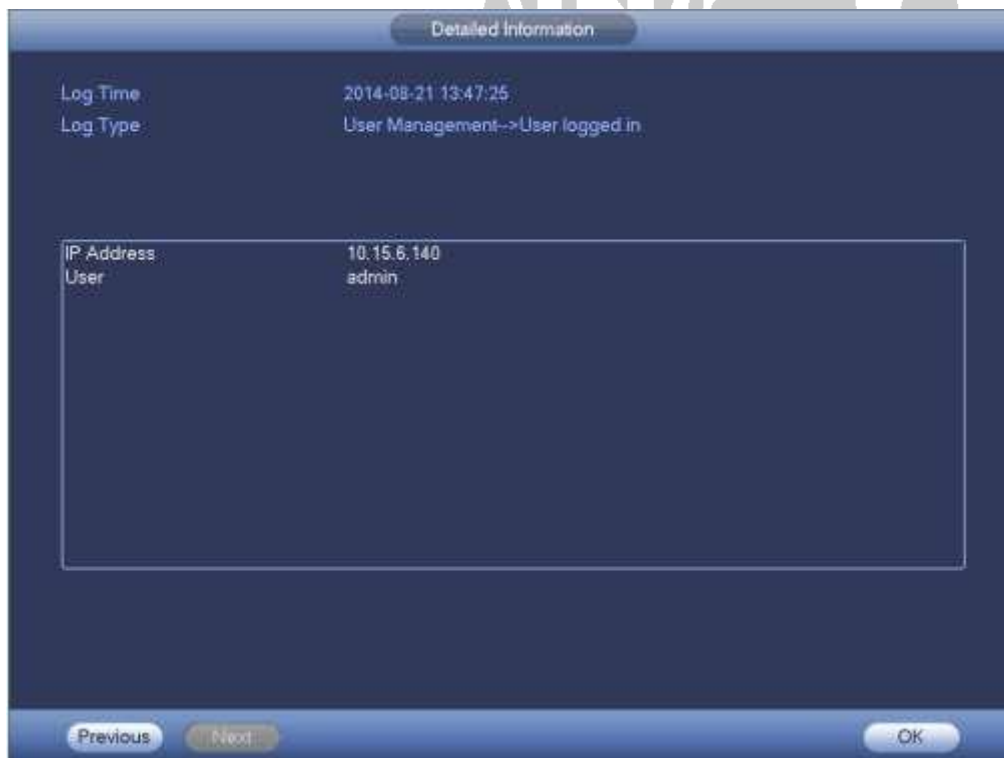 Detailed Information
Log Time 2014-08-21 13:47:25
Log Type User Management-->User logged in
IP Address 10.15.6.140
User admin
Previous Next OK